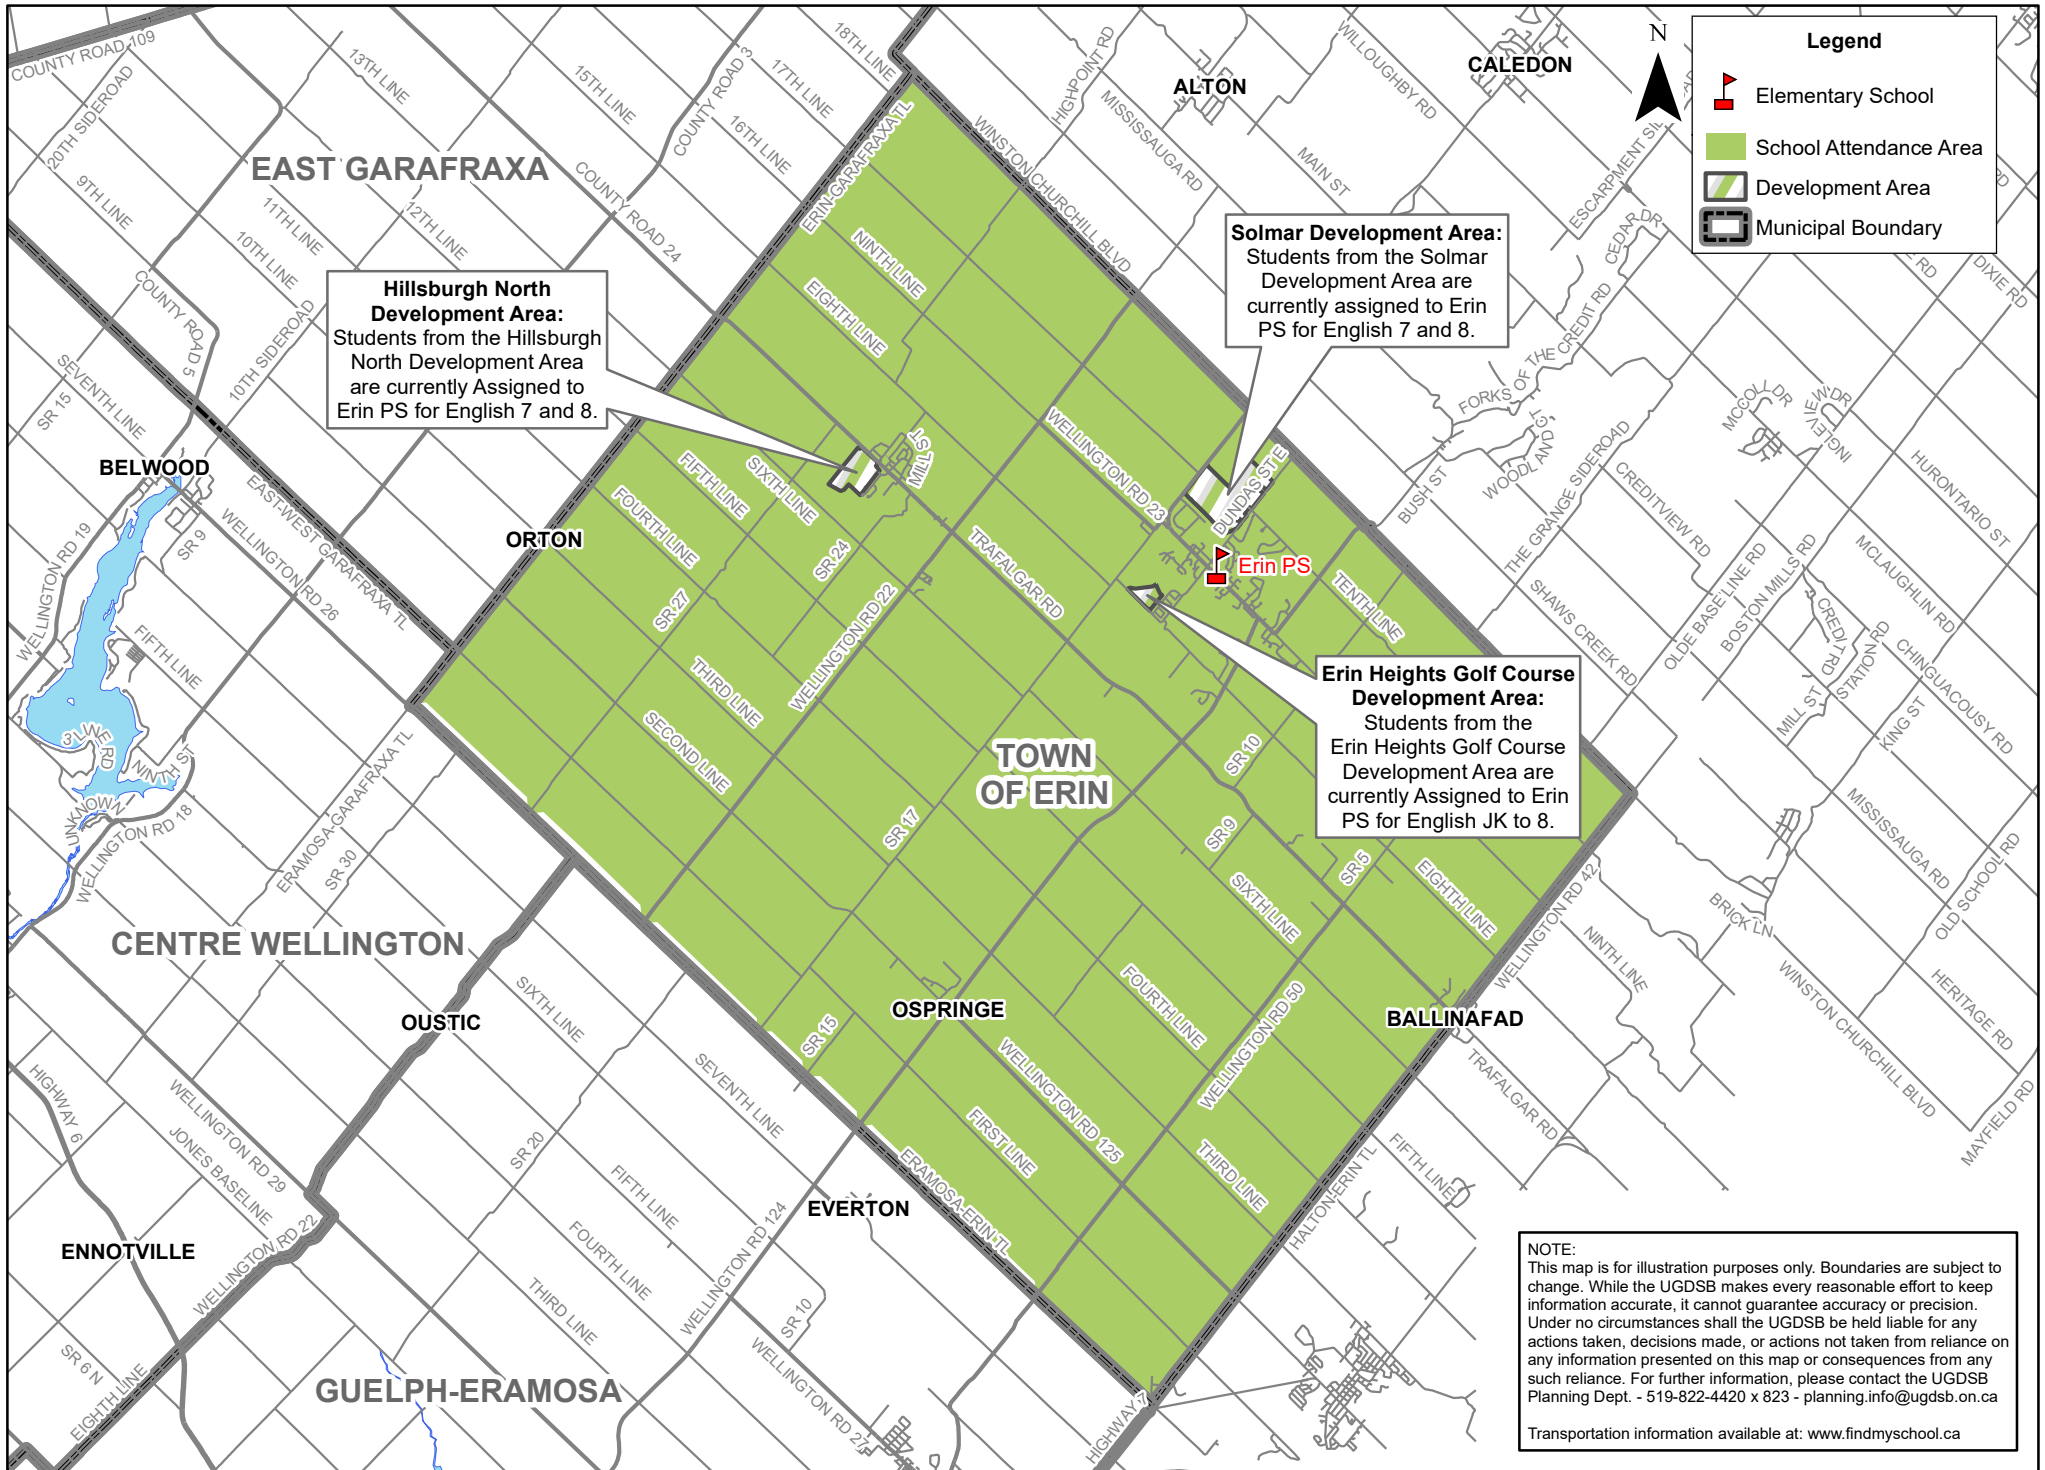 COUNTY ROAD 109
13TH LINE
15TH LINE
COUNTY ROAD 3
17TH LINE
18TH LINE
16TH LINE
20TH SIDEROAD
9TH LINE
11TH LINE
10TH LINE
12TH LINE
EAST GARAFRAXA
COUNTY ROAD 24
ERIN-GARAFRAXA TL
HIGHPOINT RD
MISSISSAUGA RD
ALTON
WILLOUGHBY RD
CALEDON
MAIN ST
WINSTON CHURCHILL BLVD
N
Legend
Elementary School
School Attendance Area
Development Area
Municipal Boundary
CEDAR DR
DIXIE RD
COUNTY ROAD 5
10TH SIDEROAD
SEVENTH LINE
SR 15
Hillsburgh North
Development Area:
Students from the Hillsburgh
North Development Area
are currently Assigned to
Erin PS for English 7 and 8.
NINTH LINE
EIGHTH LINE
Solmar Development Area:
Students from the Solmar
Development Area are
currently assigned to Erin
PS for English 7 and 8.
FORKS OF THE CREDIT RD
MCCOLL DR
INGLEVIEW DR
WOODLAND CT
THE GRANGE SIDEROAD
CREDITVIEW RD
HURONTARIO ST
BUSH ST
MCLAUGHLIN RD
BELWOOD
EAST-WEST GARAFRAXA TL
WELLINGTON RD 19
SR 9
WELLINGTON RD 26
ORTON
FOURTH LINE
FIFTH LINE
SIXTH LINE
MILL ST
SR 24
SR 27
WELLINGTON RD 22
TRAFALGAR RD
WELLINGTON RD 23
DUNDAS ST E
Erin PS
TENTH LINE
SHAWS CREEK RD
OLDE BASE LINE RD
BOSTON MILLS RD
CREDIT RD
STATION RD
MILL ST
KING ST
CHINGUACOUSY RD
FIFTH LINE
3 LINE RD
NINTH ST
UNKNOWN
WELLINGTON RD 18
ERAMOSA-GARAFRAXA TL
SR 30
THIRD LINE
SECOND LINE
TOWN
OF ERIN
SR 10
SR 17
SR 9
SR 5
Erin Heights Golf Course
Development Area:
Students from the
Erin Heights Golf Course
Development Area are
currently Assigned to Erin
PS for English JK to 8.
SIXTH LINE
EIGHTH LINE
WELLINGTON RD 42
NINTH LINE
BRICK LN
MISSISSAUGA RD
OLD SCHOOL RD
HERITAGE RD
WINSTON CHURCHILL BLVD
MAYFIELD RD
CENTRE WELLINGTON
OUSTIC
SIXTH LINE
SEVENTH LINE
SR 15
OSPRINGE
FOURTH LINE
WELLINGTON RD 50
WELLINGTON RD 125
BALLINAFAD
TRAFALGAR RD
HIGHWAY 6
WELLINGTON RD 29
JONES BASELINE
SR 20
FIRST LINE
THIRD LINE
HALTON-ERIN TL
FIFTH LINE
ERAMOSA-ERIN TL
EVERTON
ENNOTVILLE
WELLINGTON RD 22
FIFTH LINE
FOURTH LINE
THIRD LINE
WELLINGTON RD 124
SR 10
WELLINGTON RD 27
SR 6 N
EIGHTH LINE
GUELPH-ERAMOSA
HIGHWAY 7
NOTE:
This map is for illustration purposes only. Boundaries are subject to
change. While the UGDSB makes every reasonable effort to keep
information accurate, it cannot guarantee accuracy or precision.
Under no circumstances shall the UGDSB be held liable for any
actions taken, decisions made, or actions not taken from reliance on
any information presented on this map or consequences from any
such reliance. For further information, please contact the UGDSB
Planning Dept. - 519-822-4420 x 823 - planning.info@ugdsb.on.ca
Transportation information available at: www.findmyschool.ca